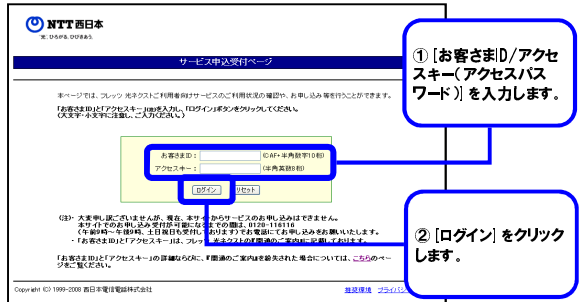 NTT西日本
光、ひろがる。ひびきあう。
サービス申込受付ページ
本ページでは、フレッツ 光ネクストご利用者向けサービスのご利用状況の確認や、お申し込み等を行うことができます。
「お客さまID」と「アクセスキー」(注)を入力し、「ログイン」ボタンをクリックしてください。
(大文字・小文字に注意し、ご入力ください。)
お客さまID：
(CAF+半角数字10桁)
アクセスキー：
(半角英数8桁)
ログイン
リセット
(注)・大変申し訳ございませんが、現在、本サイトからサービスのお申し込みはできません。
本サイトでのお申し込み受付が可能になるまでの間は、0120-116116
(午前9時～午後9時、土日祝日も受付しております)でお電話にてお申し込みをお願いいたします。
・「お客さまID」と「アクセスキー」は、フレッツ 光ネクストの『開通のご案内』に記載しております。
「お客さまID」と「アクセスキー」の詳細ならびに、『開通のご案内』を紛失された場合については、こちらのページをご覧ください。
Copyright (C) 1999-2008 西日本電信電話株式会社
推奨環境
① [お客さまID/アクセ
スキー(アクセスパス
ワード)] を入力します。
② [ログイン] をクリック
します。